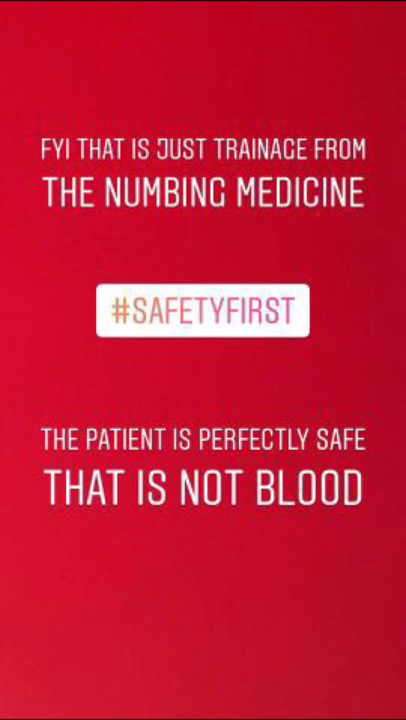 FYI THAT IS JUST TRAINAGE FROM
THE NUMBING MEDICINE
#SAFETYFIRST
THE PATIENT IS PERFECTLY SAFE
THAT IS NOT BLOOD